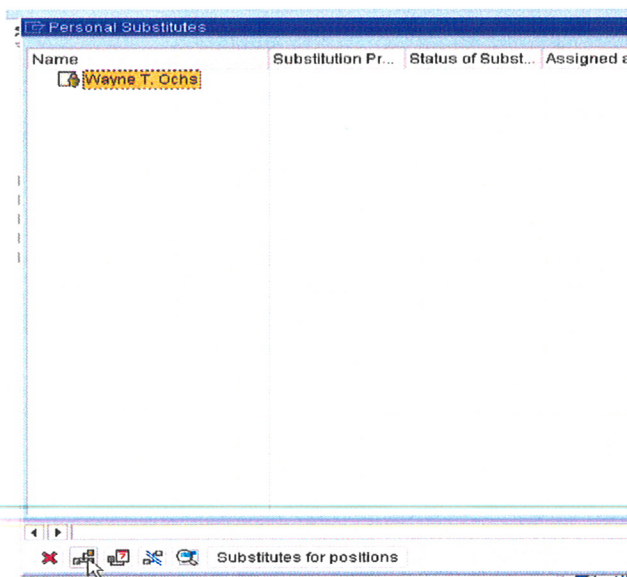 Personal Substitutes
Name Substitution Pr... Status of Subst... Assigned a
Wayne T. Ochs
Substitutes for positions